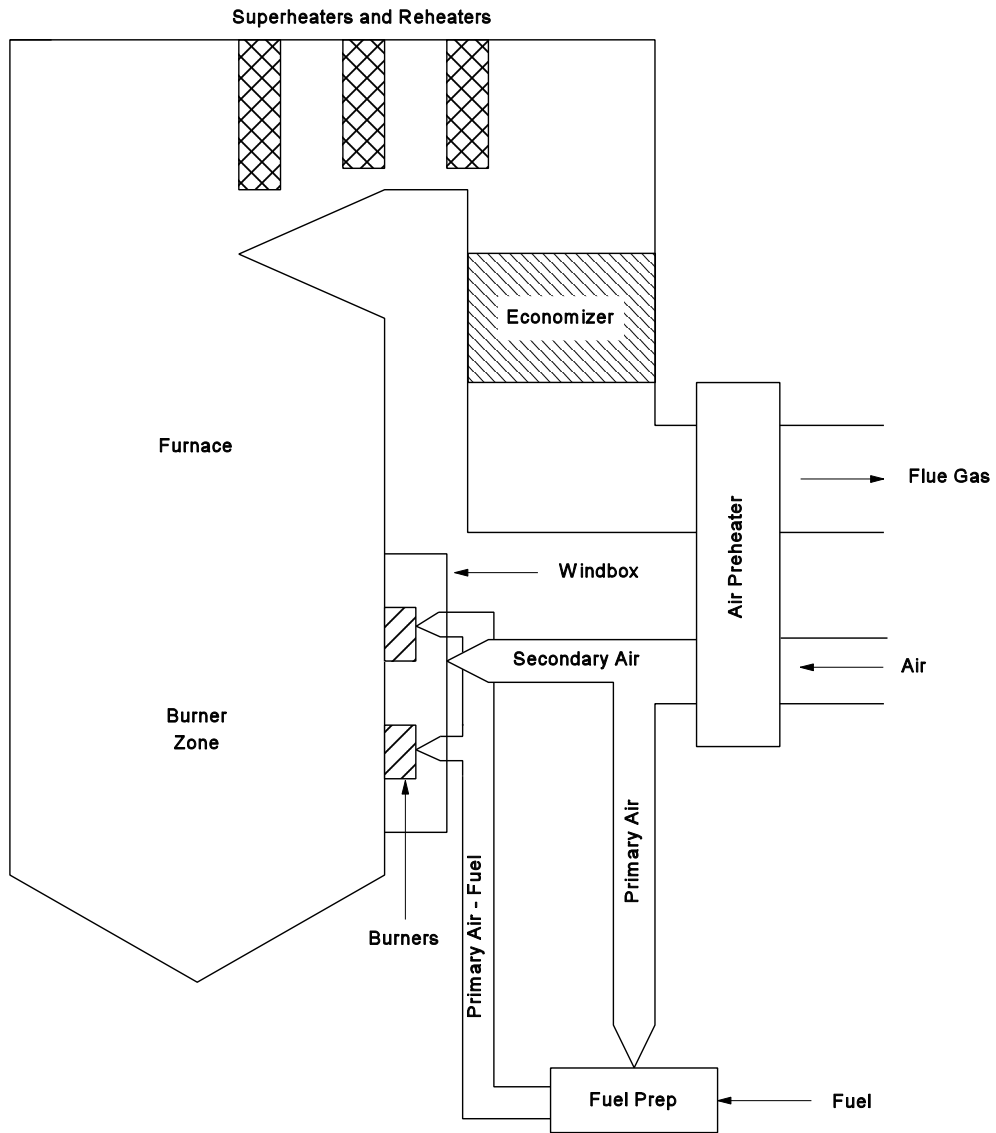 Superheaters and Reheaters
Economizer
Furnace
Flue Gas
Air Preheater
Windbox
Secondary Air
Air
Burner
Zone
Primary Air
Primary Air - Fuel
Burners
Fuel Prep
Fuel